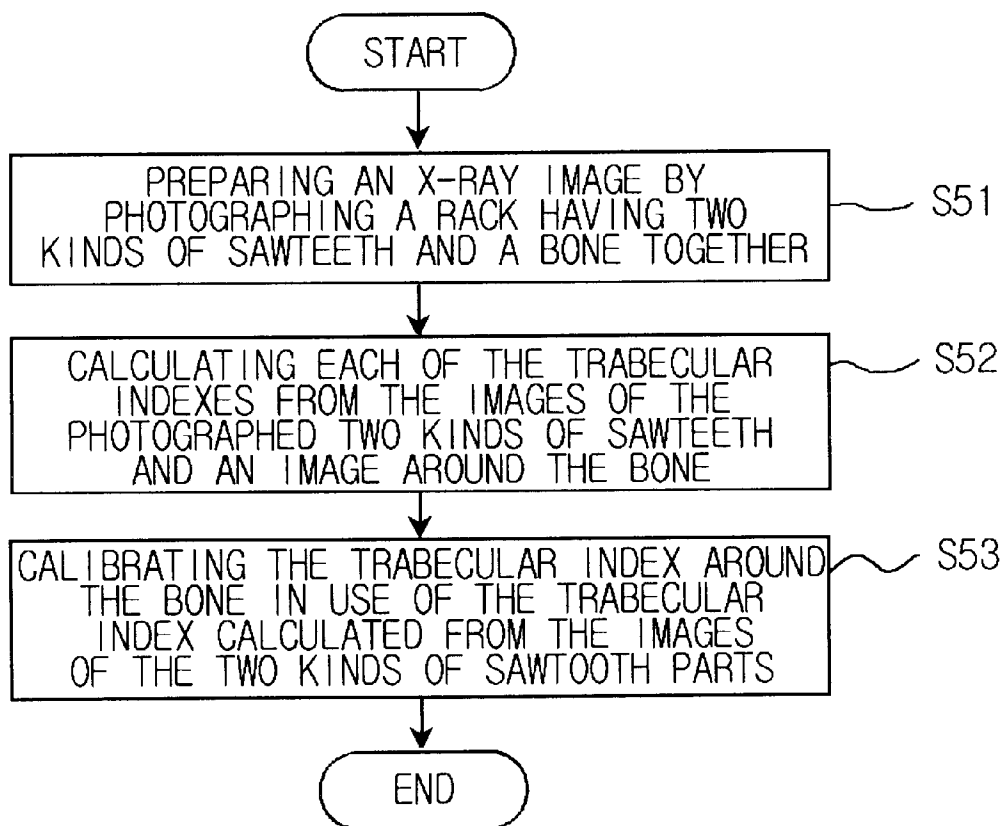 START
PREPARING AN X-RAY IMAGE BY
PHOTOGRAPHING A RACK HAVING TWO
KINDS OF SAWTEETH AND A BONE TOGETHER
S51
CALCULATING EACH OF THE TRABECULAR
INDEXES FROM THE IMAGES OF THE
PHOTOGRAPHED TWO KINDS OF SAWTEETH
AND AN IMAGE AROUND THE BONE
S52
CALIBRATING THE TRABECULAR INDEX AROUND
THE BONE IN USE OF THE TRABECULAR
INDEX CALCULATED FROM THE IMAGES
OF THE TWO KINDS OF SAWTOOTH PARTS
S53
END